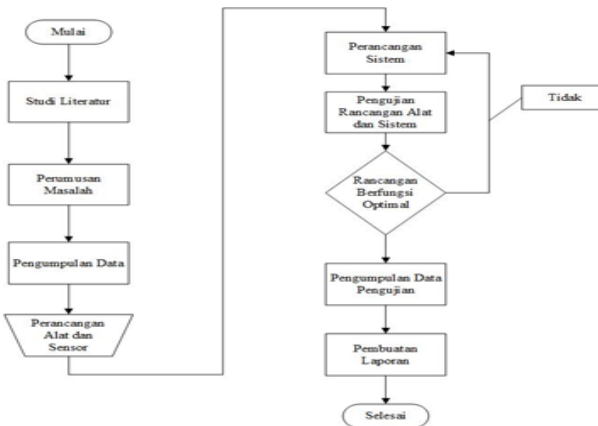 Mulai
Studi Literatur
Perumusan
Masalah
Pengumpulan Data
Perancangan
Alat dan
Sensor
Perancangan
Sistem
Pengujian
Rancangan Alat
dan Sistem
Tidak
Rancangan
Berfungsi
Optimal
Pengumpulan Data
Pengujian
Pembuatan
Laporan
Selesai